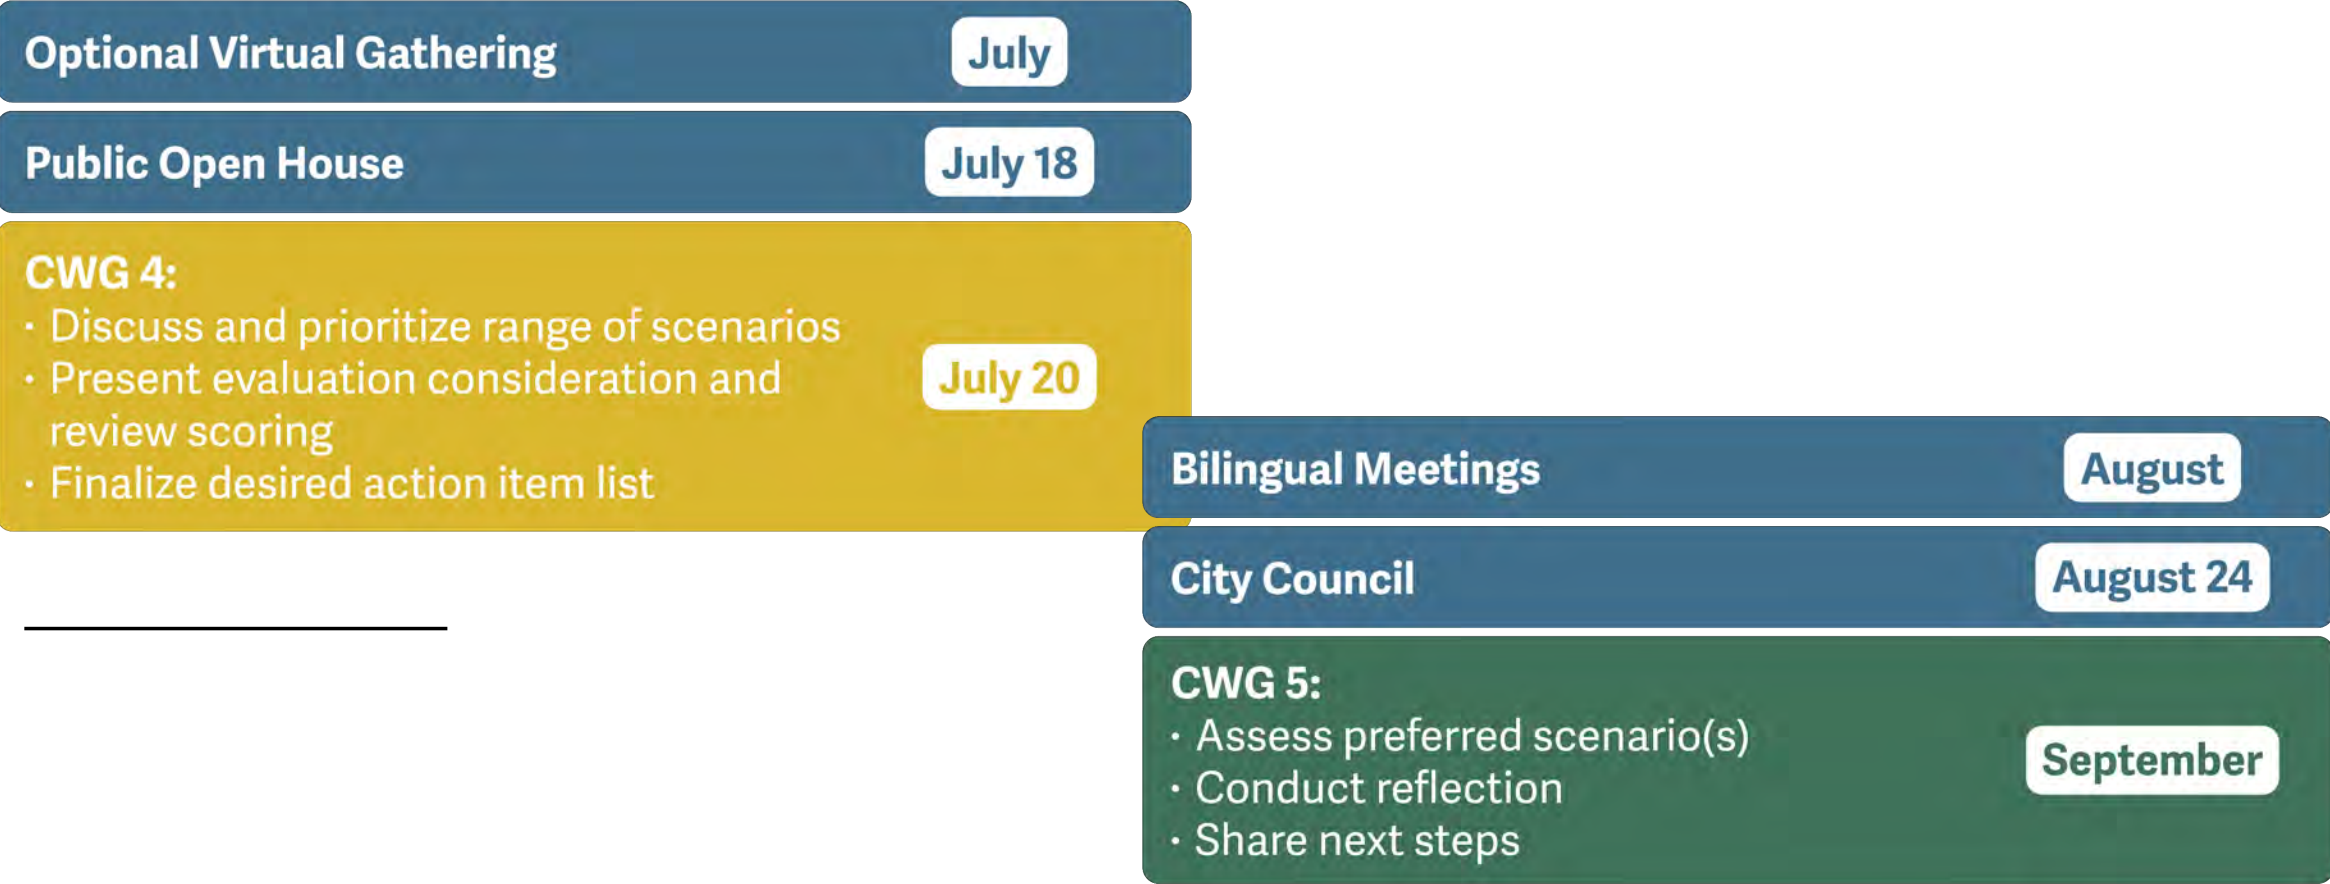 Optional Virtual Gathering
July
Public Open House
July 18
CWG 4:
· Discuss and prioritize range of scenarios
· Present evaluation consideration and
review scoring
· Finalize desired action item list
July 20
Bilingual Meetings
August
City Council
August 24
CWG 5:
· Assess preferred scenario(s)
· Conduct reflection
· Share next steps
September